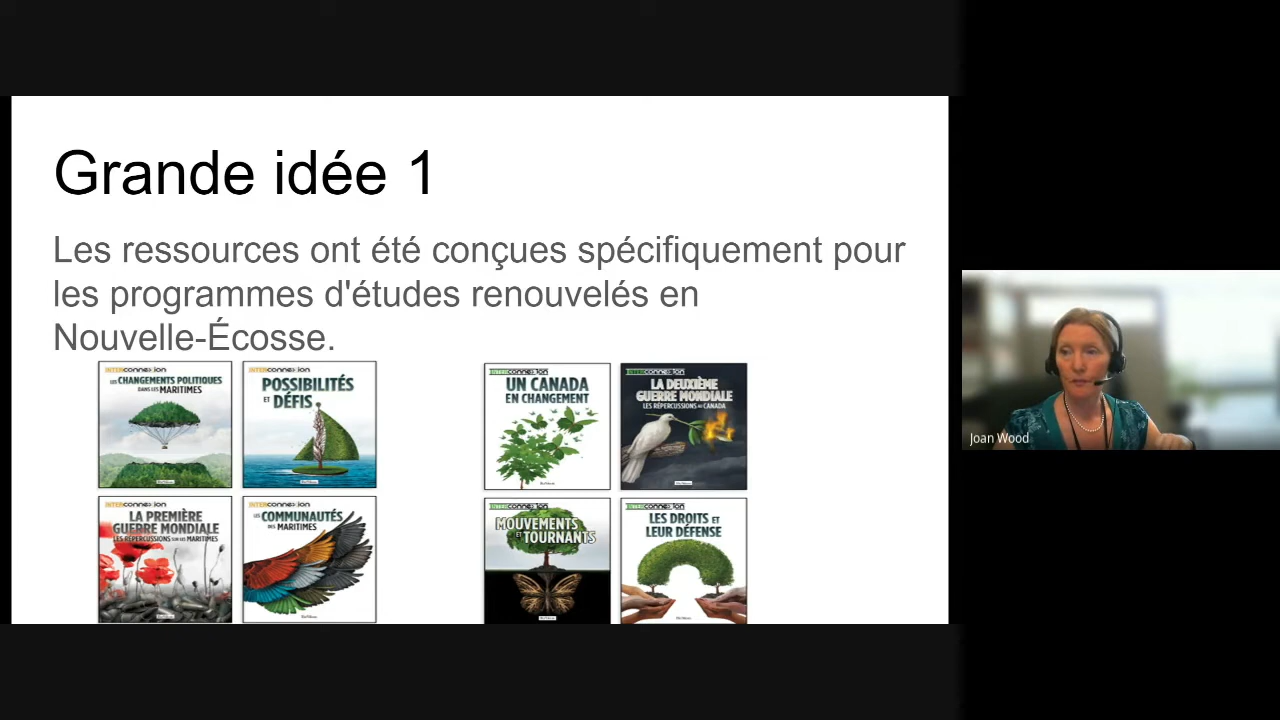 Grande idée 1
Les ressources ont été conçues spécifiquement pour
les programmes d'études renouvelés en
Nouvelle-Écosse.
INTERconneXion
LES CHANGEMENTS POLITIQUES
DANS LES MARITIMES
INTERconneXion
POSSIBILITÉS
ET DÉFIS
INTERconneXion
UN CANADA
EN CHANGEMENT
INTERconneXion
LA DEUXIÈME
GUERRE MONDIALE
LES RÉPERCUSSIONS AU CANADA
INTERconneXion
LA PREMIÈRE
GUERRE MONDIALE
LES RÉPERCUSSIONS SUR LES MARITIMES
INTERconneXion
LES COMMUNAUTÉS
DES MARITIMES
INTERconneXion
MOUVEMENTS
ET TOURNANTS
INTERconneXion
LES DROITS ET
LEUR DÉFENSE
Joan Wood